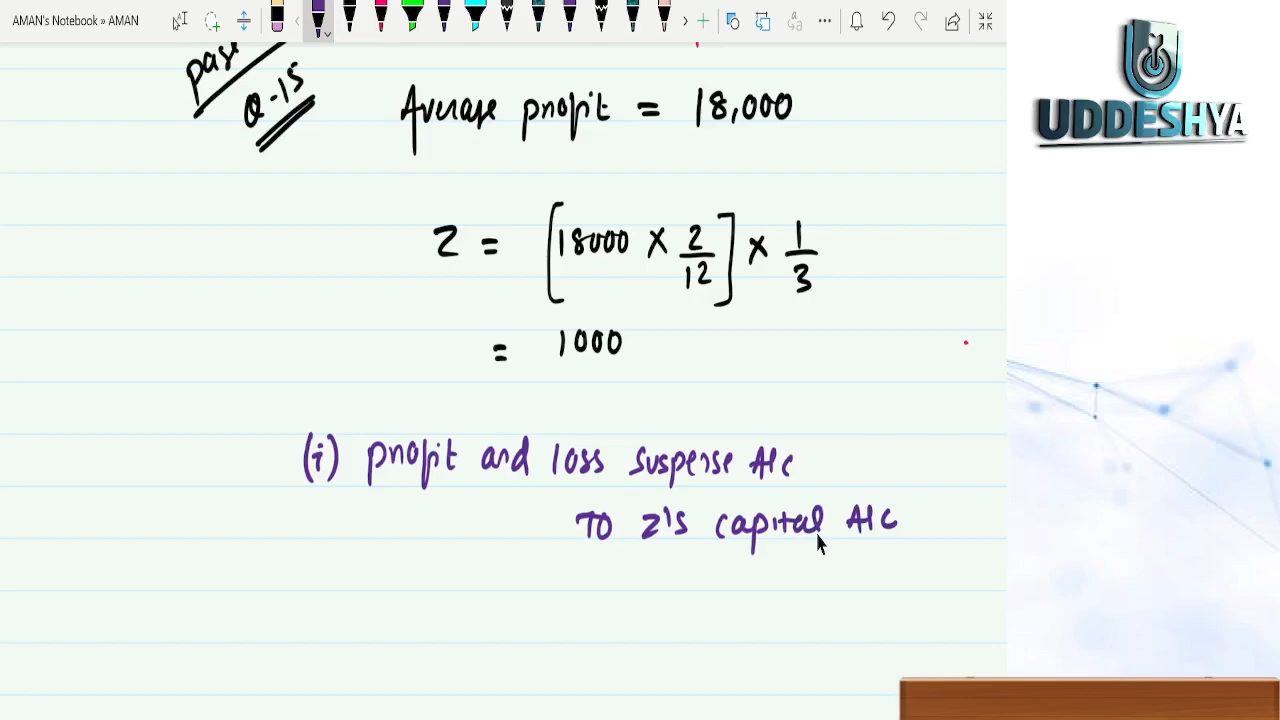 AMAN's Notebook » AMAN
UDDESHYA
Q-15
Average profit = 18,000
Z = [18000 × 2/12] × 1/3
= 1000
(i) profit and loss suspense A/c
To Z's capital A/C